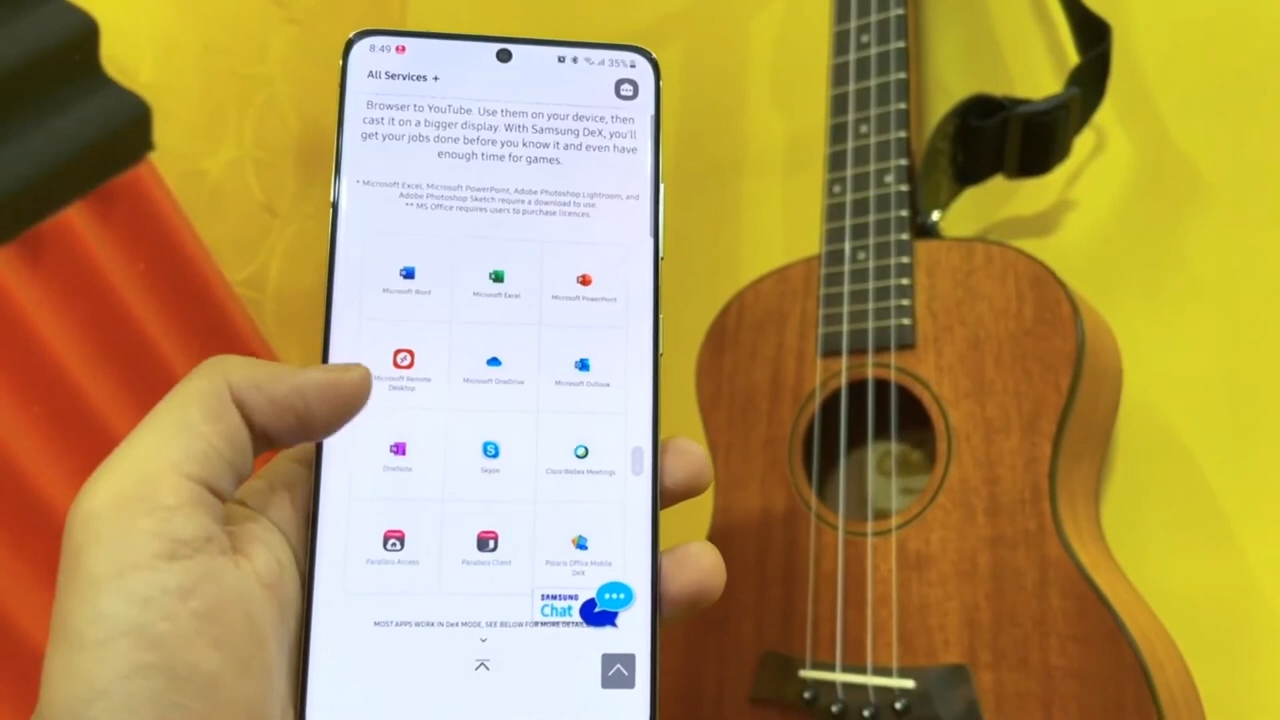 8:49
35%
All Services +
Browser to YouTube. Use them on your device, then
cast it on a bigger display. With Samsung DeX, you'll
get your jobs done before you know it and even have
enough time for games.
* Microsoft Excel, Microsoft PowerPoint, Adobe Photoshop Lightroom, and
Adobe Photoshop Sketch require a download to use.
** MS Office requires users to purchase licences.
Microsoft Word
Microsoft Excel
Microsoft PowerPoint
Microsoft Remote
Desktop
Microsoft OneDrive
Microsoft Outlook
OneNote
Skype
Cisco Webex Meetings
Parallels Access
Parallels Client
Polaris Office Mobile
DeX
SAMSUNG
Chat
MOST APPS WORK IN DeX MODE, SEE BELOW FOR MORE DETAILS